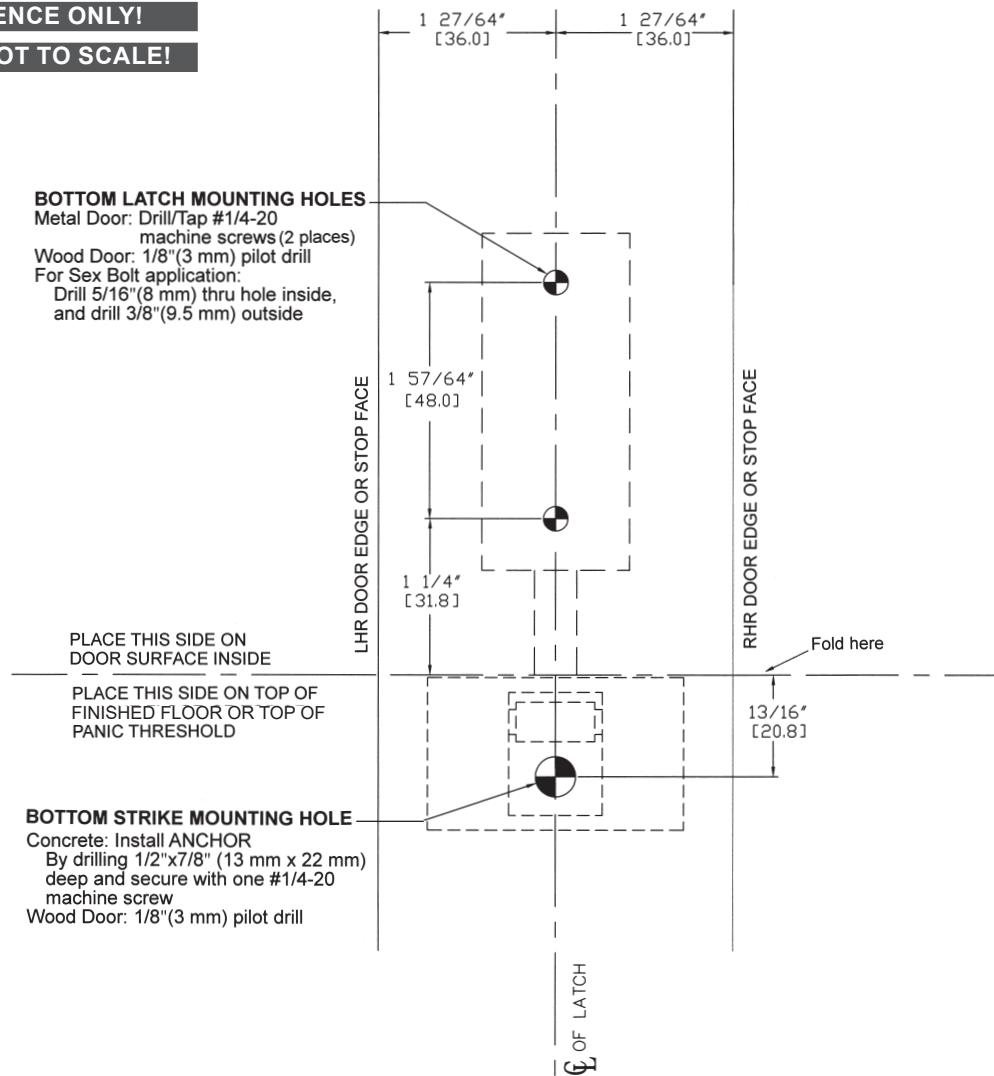 ENCE ONLY!
OT TO SCALE!
1 27/64"
[36.0]
1 27/64"
[36.0]
BOTTOM LATCH MOUNTING HOLES
Metal Door: Drill/Tap #1/4-20
machine screws (2 places)
Wood Door: 1/8"(3 mm) pilot drill
For Sex Bolt application:
Drill 5/16"(8 mm) thru hole inside,
and drill 3/8"(9.5 mm) outside
1 57/64"
[48.0]
LHR DOOR EDGE OR STOP FACE
RHR DOOR EDGE OR STOP FACE
1 1/4"
[31.8]
PLACE THIS SIDE ON
DOOR SURFACE INSIDE
Fold here
PLACE THIS SIDE ON TOP OF
FINISHED FLOOR OR TOP OF
PANIC THRESHOLD
13/16"
[20.8]
BOTTOM STRIKE MOUNTING HOLE
Concrete: Install ANCHOR
By drilling 1/2"x7/8" (13 mm x 22 mm)
deep and secure with one #1/4-20
machine screw
Wood Door: 1/8"(3 mm) pilot drill
℄ OF LATCH